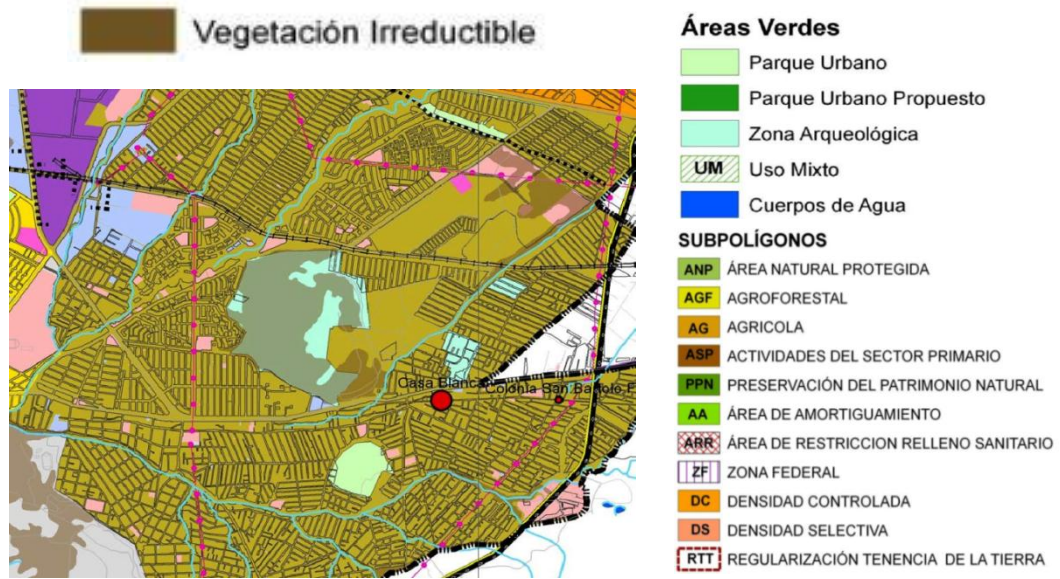 Vegetación Irreductible
Áreas Verdes
Parque Urbano
Parque Urbano Propuesto
Zona Arqueológica
UM Uso Mixto
Cuerpos de Agua
SUBPOLÍGONOS
ANP ÁREA NATURAL PROTEGIDA
AGF AGROFORESTAL
AG AGRICOLA
ASP ACTIVIDADES DEL SECTOR PRIMARIO
PPN PRESERVACIÓN DEL PATRIMONIO NATURAL
AA ÁREA DE AMORTIGUAMIENTO
ARR ÁREA DE RESTRICCION RELLENO SANITARIO
ZF ZONA FEDERAL
DC DENSIDAD CONTROLADA
DS DENSIDAD SELECTIVA
RTT REGULARIZACIÓN TENENCIA DE LA TIERRA
Casa Blanca
Colonia San Bartolo F